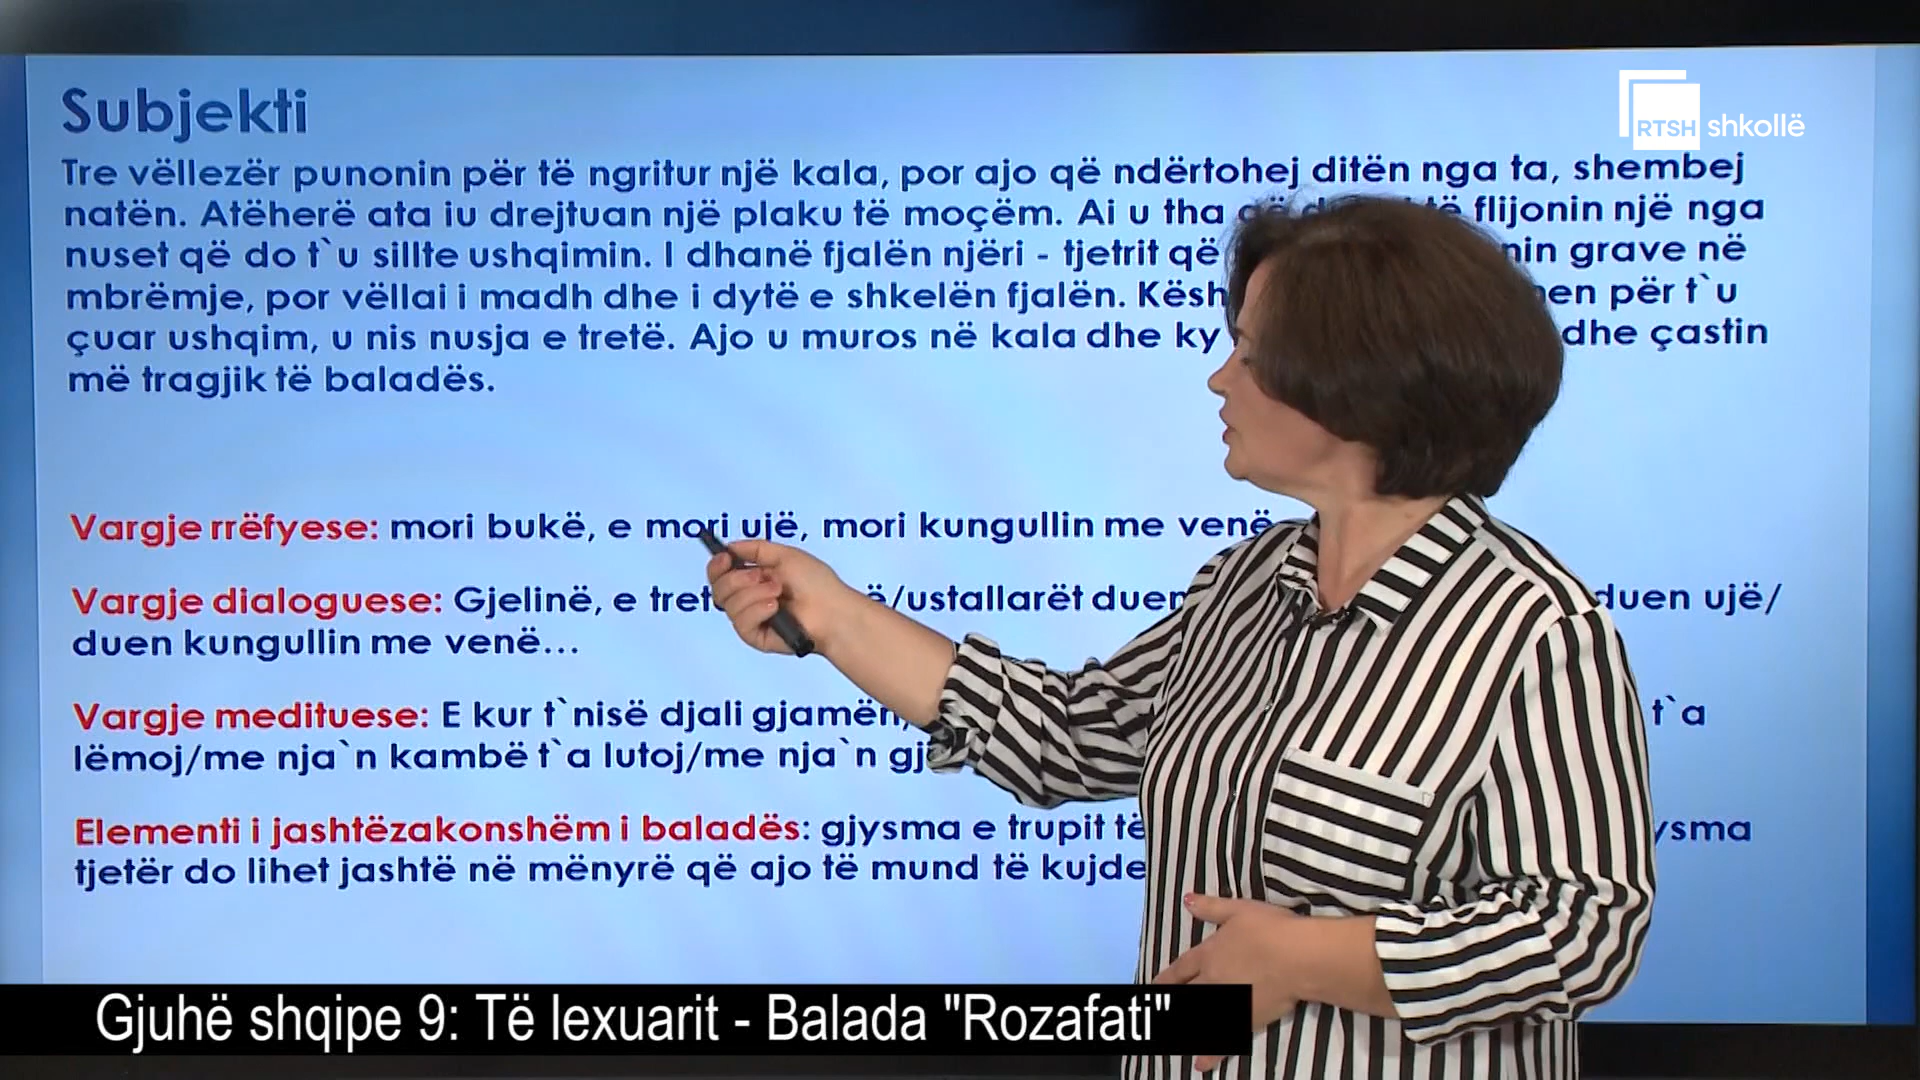 Subjekti
RTSH shkollë
Tre vëllezër punonin për të ngritur një kala, por ajo që ndërtohej ditën nga ta, shembej
natën. Atëherë ata iu drejtuan një plaku të moçëm. Ai u tha flijonin një nga
nuset që do t`u sillte ushqimin. I dhanë fjalën njëri - tjetrit që grave në
mbrëmje, por vëllai i madh dhe i dytë e shkelën fjalën. për t`u
çuar ushqim, u nis nusja e tretë. Ajo u muros në kala dhe ky dhe çastin
më tragjik të baladës.
Vargje rrëfyese: mori bukë, e mori ujë, mori kungullin me venë
Vargje dialoguese: Gjelinë, e duen ujë/
duen kungullin me venë...
Vargje medituese: E kur t`nisë djali gjamën, t`a
lëmoj/me nja`n kambë t`a lutoj/me nja`n
Elementi i jashtëzakonshëm i baladës: gjysma e trupit
tjetër do lihet jashtë në mënyrë që ajo të mund të
Gjuhë shqipe 9: Të lexuarit - Balada "Rozafati"